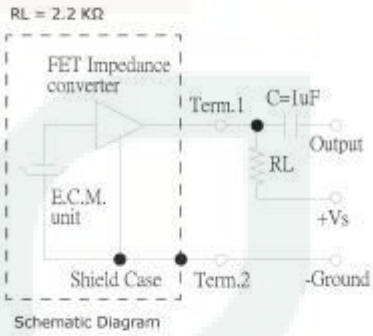 RL = 2.2 KΩ
FET Impedance
converter
Term.1
C=1uF
Output
RL
E.C.M.
unit
+Vs
Shield Case
Term.2
-Ground
Schematic Diagram